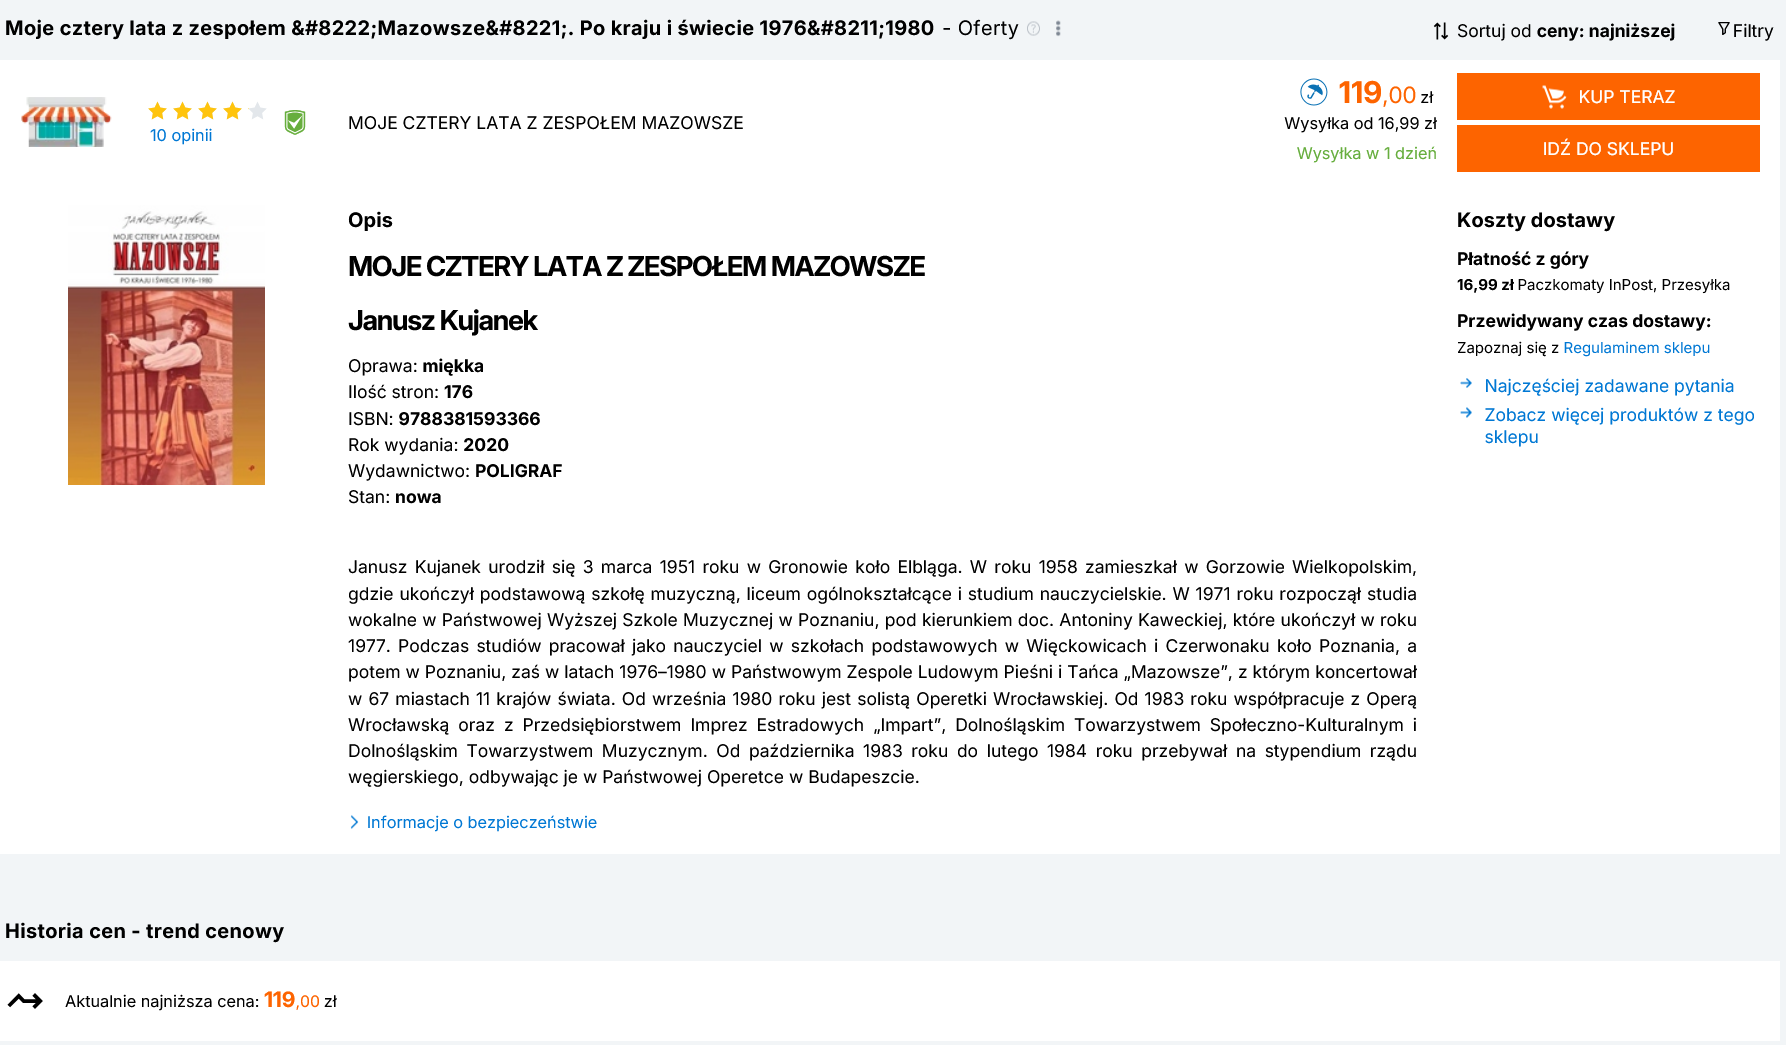 Moje cztery lata z zespołem &#8222;Mazowsze&#8221;. Po kraju i świecie 1976&#8211;1980 - Oferty
Sortuj od ceny: najniższej
Filtry
10 opinii
MOJE CZTERY LATA Z ZESPOŁEM MAZOWSZE
119,00 zł
Wysyłka od 16,99 zł
Wysyłka w 1 dzień
KUP TERAZ
IDŹ DO SKLEPU
JANUSZ KUJANEK
MOJE CZTERY LATA Z ZESPOŁEM
MAZOWSZE
PO KRAJU I ŚWIECIE 1976–1980
Opis
MOJE CZTERY LATA Z ZESPOŁEM MAZOWSZE
Janusz Kujanek
Oprawa: miękka
Ilość stron: 176
ISBN: 9788381593366
Rok wydania: 2020
Wydawnictwo: POLIGRAF
Stan: nowa
Janusz Kujanek urodził się 3 marca 1951 roku w Gronowie koło Elbląga. W roku 1958 zamieszkał w Gorzowie Wielkopolskim,
gdzie ukończył podstawową szkołę muzyczną, liceum ogólnokształcące i studium nauczycielskie. W 1971 roku rozpoczął studia
wokalne w Państwowej Wyższej Szkole Muzycznej w Poznaniu, pod kierunkiem doc. Antoniny Kaweckiej, które ukończył w roku
1977. Podczas studiów pracował jako nauczyciel w szkołach podstawowych w Więckowicach i Czerwonaku koło Poznania, a
potem w Poznaniu, zaś w latach 1976–1980 w Państwowym Zespole Ludowym Pieśni i Tańca „Mazowsze”, z którym koncertował
w 67 miastach 11 krajów świata. Od września 1980 roku jest solistą Operetki Wrocławskiej. Od 1983 roku współpracuje z Operą
Wrocławską oraz z Przedsiębiorstwem Imprez Estradowych „Impart”, Dolnośląskim Towarzystwem Społeczno-Kulturalnym i
Dolnośląskim Towarzystwem Muzycznym. Od października 1983 roku do lutego 1984 roku przebywał na stypendium rządu
węgierskiego, odbywając je w Państwowej Operetce w Budapeszcie.
Informacje o bezpieczeństwie
Koszty dostawy
Płatność z góry
16,99 zł Paczkomaty InPost, Przesyłka
Przewidywany czas dostawy:
Zapoznaj się z Regulaminem sklepu
Najczęściej zadawane pytania
Zobacz więcej produktów z tego
sklepu
Historia cen - trend cenowy
Aktualnie najniższa cena: 119,00 zł